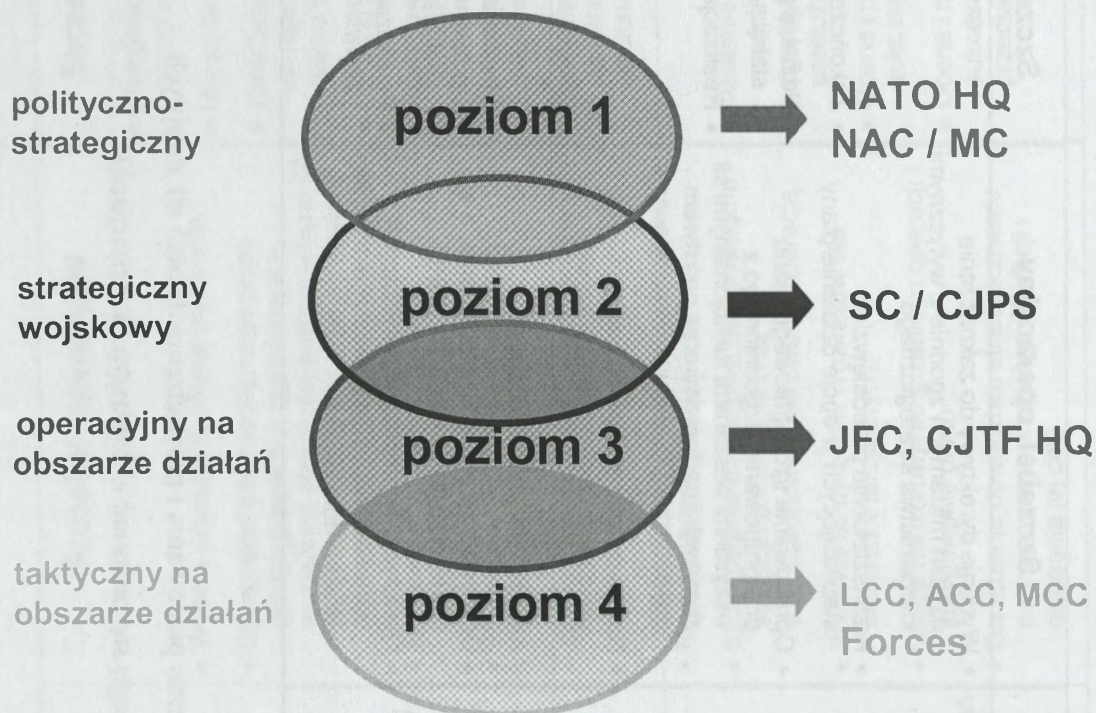 polityczno-
strategiczny
poziom 1
NATO HQ
NAC / MC
strategiczny
wojskowy
poziom 2
SC / CJPS
operacyjny na
obszarze działań
poziom 3
JFC, CJTF HQ
taktyczny na
obszarze działań
poziom 4
LCC, ACC, MCC
Forces